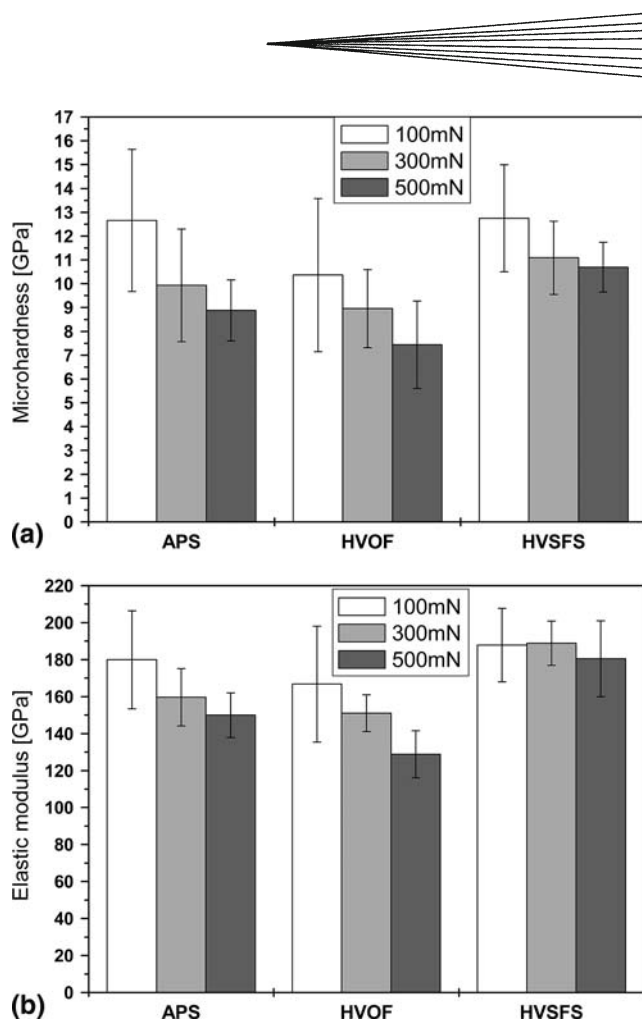 17
16
15
14
13
12
11
10
9
8
7
6
5
4
3
2
1
0
Microhardness [GPa]
100mN
300mN
500mN
(a)
APS HVOF HVSFS
220
200
180
160
140
120
100
80
60
40
20
0
Elastic modulus [GPa]
100mN
300mN
500mN
(b)
APS HVOF HVSFS